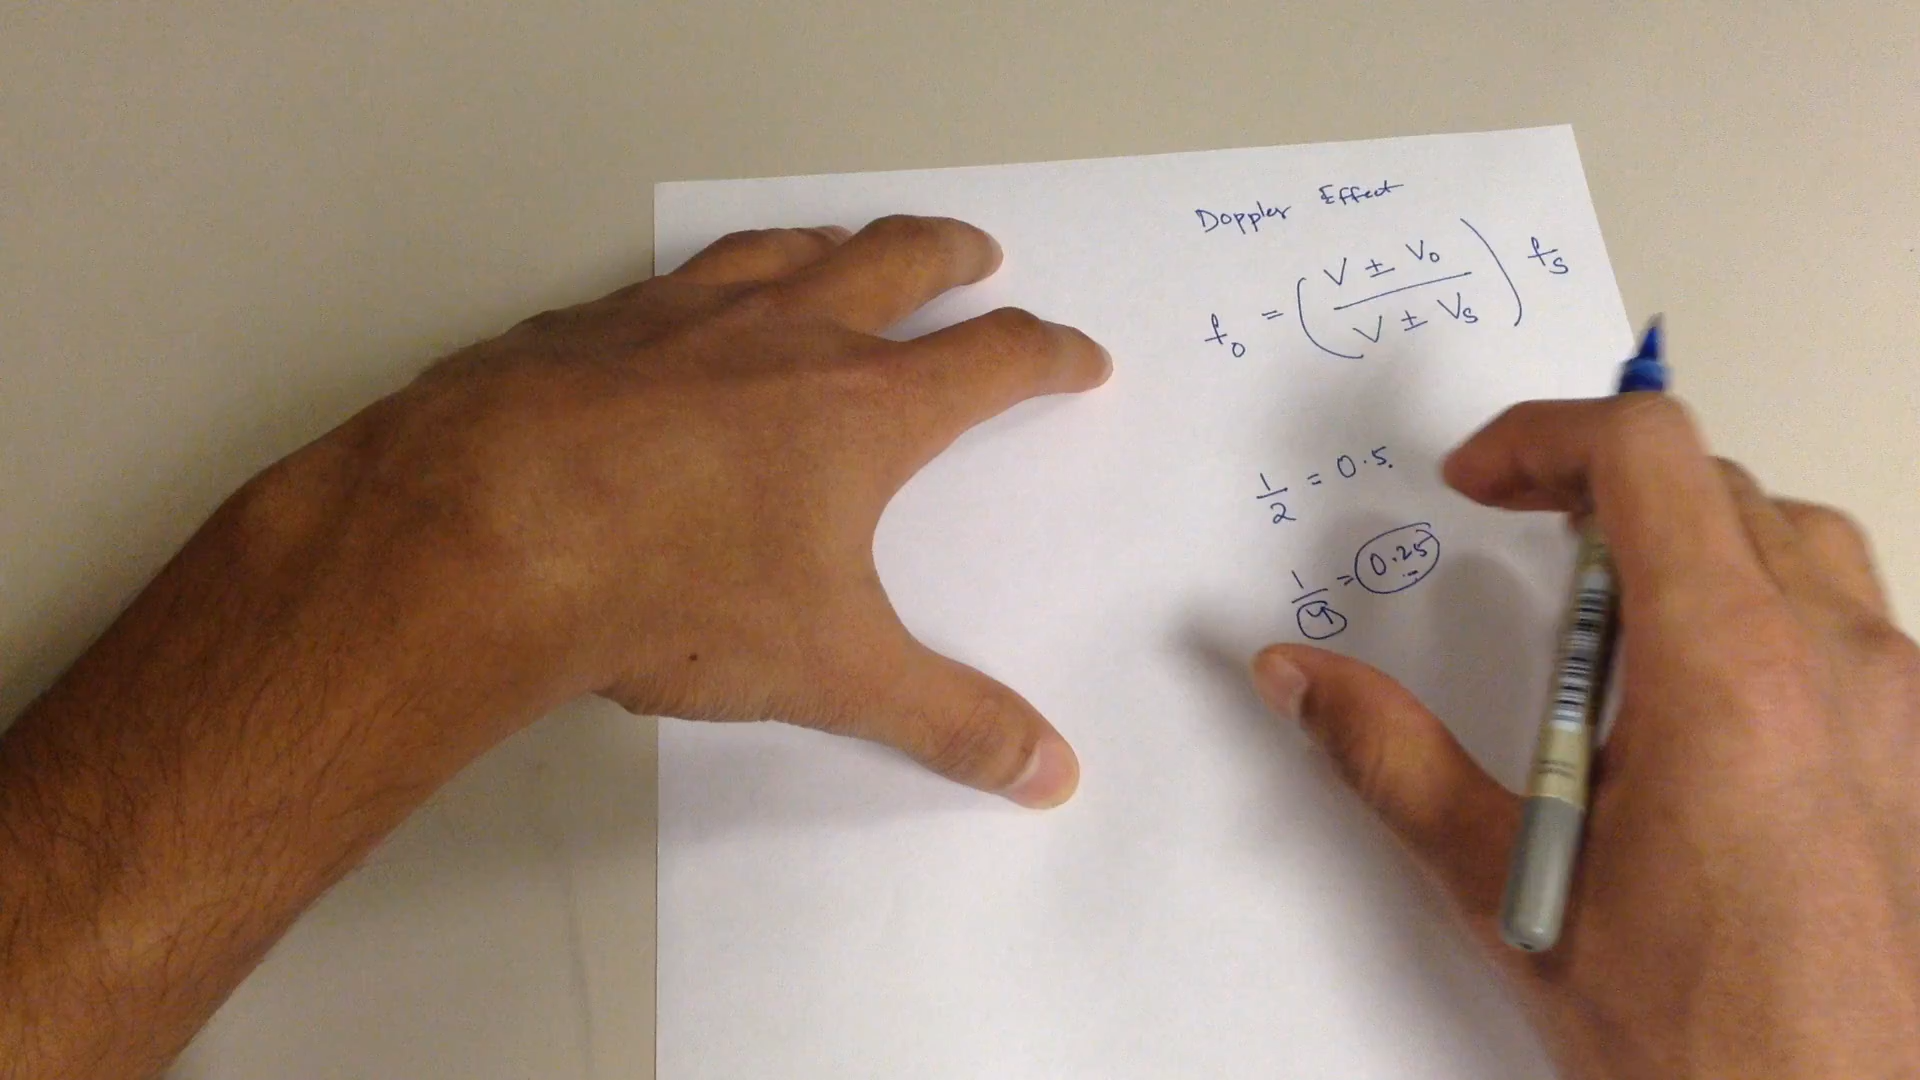 Doppler Effect
f₀ = (V ± V₀ / V ± Vₛ) fₛ
1/2 = 0.5
1/4 = 0.25